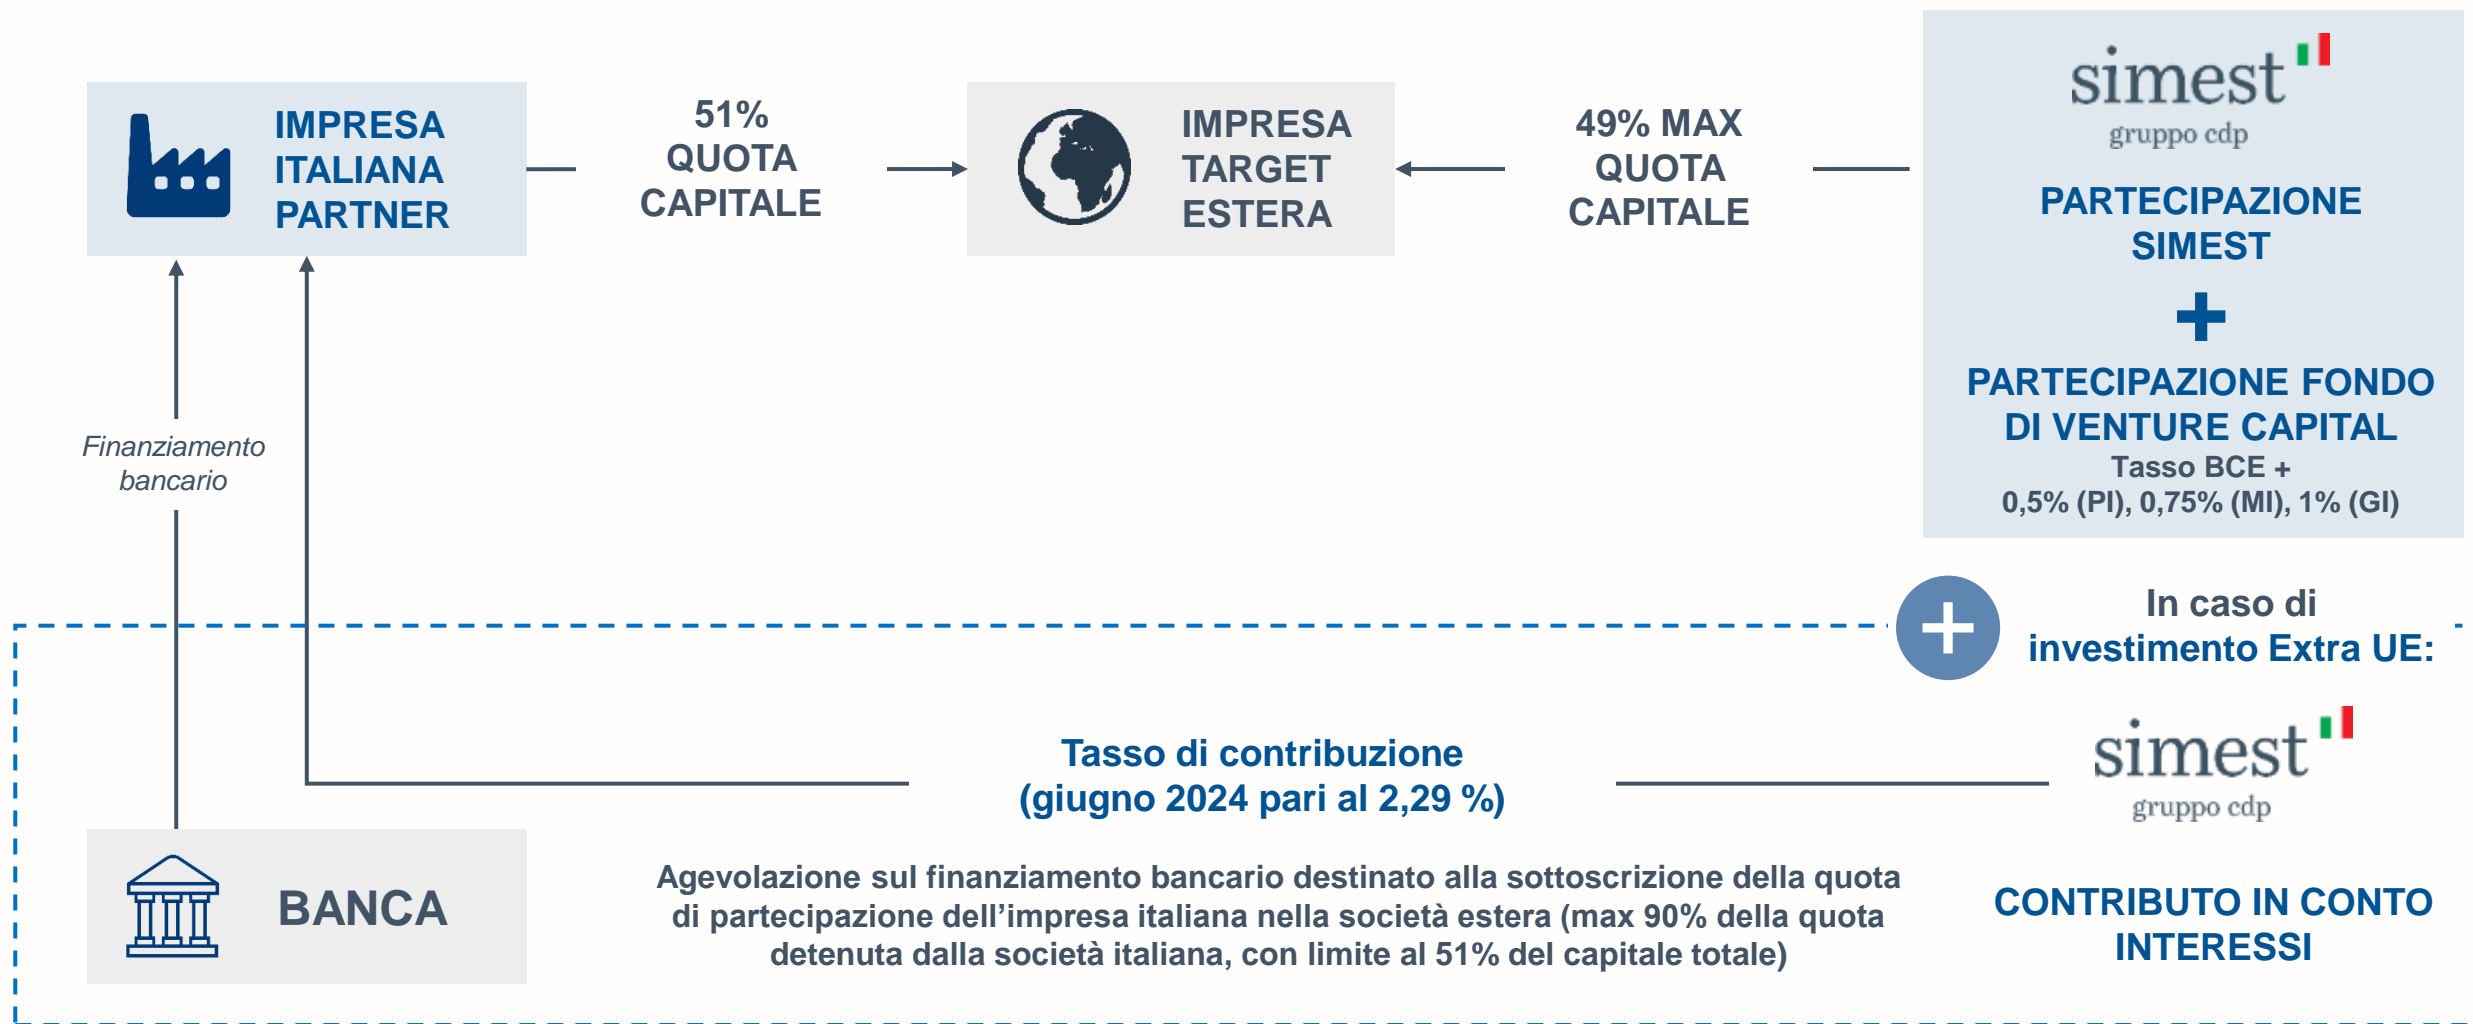 IMPRESA
ITALIANA
PARTNER
51%
QUOTA
CAPITALE
IMPRESA
TARGET
ESTERA
49% MAX
QUOTA
CAPITALE
simest
gruppo cdp
PARTECIPAZIONE
SIMEST
+
PARTECIPAZIONE FONDO
DI VENTURE CAPITAL
Tasso BCE +
0,5% (PI), 0,75% (MI), 1% (GI)
Finanziamento
bancario
+
In caso di
investimento Extra UE:
Tasso di contribuzione
(giugno 2024 pari al 2,29 %)
simest
gruppo cdp
BANCA
Agevolazione sul finanziamento bancario destinato alla sottoscrizione della quota
di partecipazione dell’impresa italiana nella società estera (max 90% della quota
detenuta dalla società italiana, con limite al 51% del capitale totale)
CONTRIBUTO IN CONTO
INTERESSI